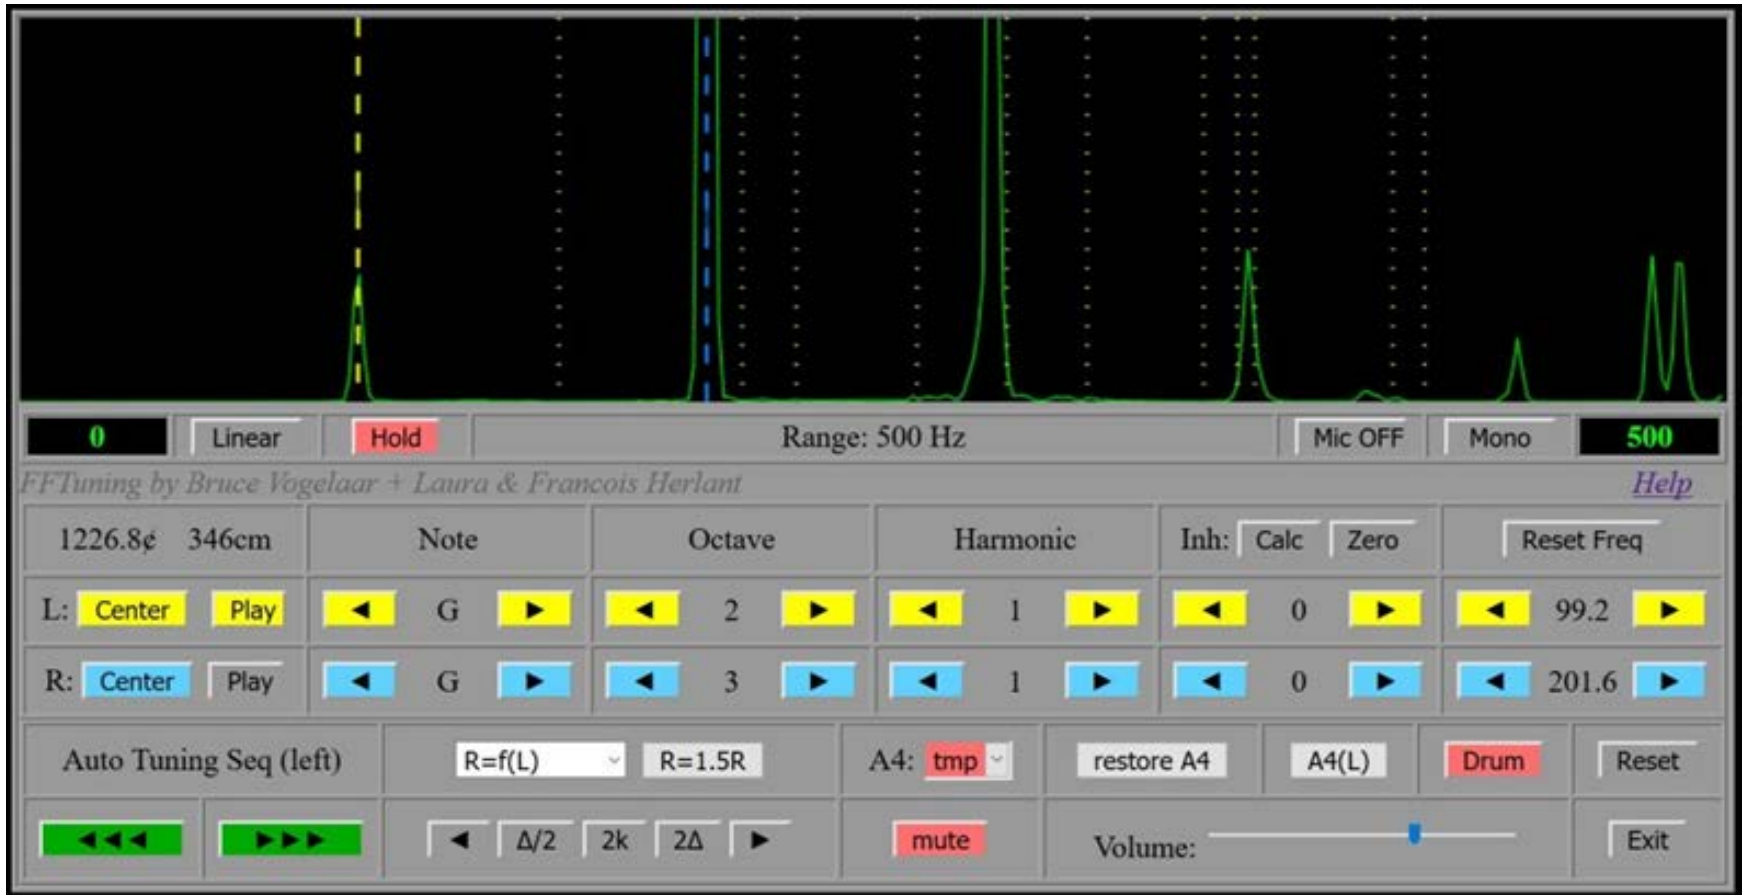 0 Linear Hold Range: 500 Hz Mic OFF Mono 500
FFTuning by Bruce Vogelaar + Laura & Francois Herlant Help
1226.8¢ 346cm Note Octave Harmonic Inh: Calc Zero Reset Freq
L: Center Play ◄ G ► ◄ 2 ► ◄ 1 ► ◄ 0 ► ◄ 99.2 ►
R: Center Play ◄ G ► ◄ 3 ► ◄ 1 ► ◄ 0 ► ◄ 201.6 ►
Auto Tuning Seq (left) R=f(L) R=1.5R A4: tmp restore A4 A4(L) Drum Reset
◄◄◄ ►►► ◄ Δ/2 2k 2Δ ► mute Volume: Exit